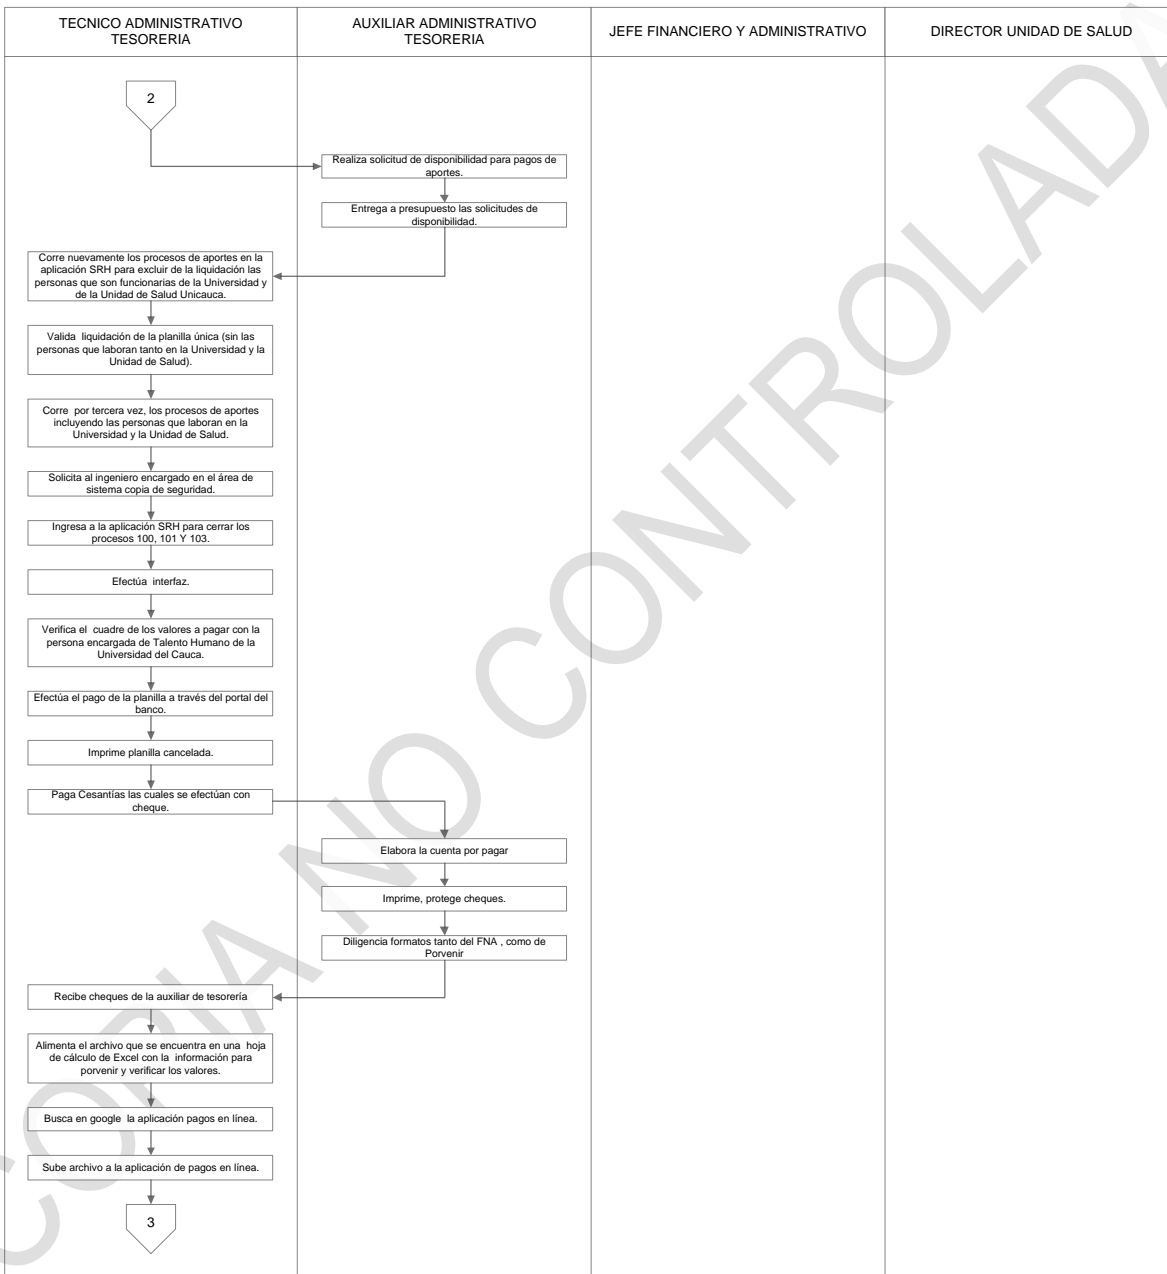 TECNICO ADMINISTRATIVO
TESORERIA
AUXILIAR ADMINISTRATIVO
TESORERIA
JEFE FINANCIERO Y ADMINISTRATIVO
DIRECTOR UNIDAD DE SALUD
2
Realiza solicitud de disponibilidad para pagos de
aportes.
Entrega a presupuesto las solicitudes de
disponibilidad.
Corre nuevamente los procesos de aportes en la
aplicación SRH para excluir de la liquidación las
personas que son funcionarias de la Universidad y
de la Unidad de Salud Unicauca.
Valida liquidación de la planilla única (sin las
personas que laboran tanto en la Universidad y la
Unidad de Salud).
Corre por tercera vez, los procesos de aportes
incluyendo las personas que laboran en la
Universidad y la Unidad de Salud.
Solicita al ingeniero encargado en el área de
sistema copia de seguridad.
Ingresa a la aplicación SRH para cerrar los
procesos 100, 101 Y 103.
Efectúa interfaz.
Verifica el cuadre de los valores a pagar con la
persona encargada de Talento Humano de la
Universidad del Cauca.
Efectúa el pago de la planilla a través del portal del
banco.
Imprime planilla cancelada.
Paga Cesantías las cuales se efectúan con
cheque.
Elabora la cuenta por pagar
Imprime, protege cheques.
Diligencia formatos tanto del FNA , como de
Porvenir
Recibe cheques de la auxiliar de tesorería
Alimenta el archivo que se encuentra en una hoja
de cálculo de Excel con la información para
porvenir y verificar los valores.
Busca en google la aplicación pagos en línea.
Sube archivo a la aplicación de pagos en línea.
3
COPIA NO CONTROLADA